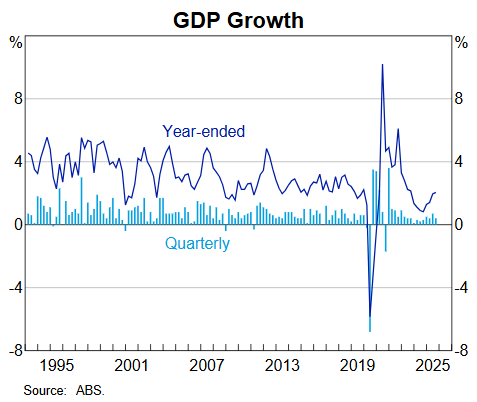 GDP Growth
% %
8 8
Year-ended
4 4
0 0
Quarterly
-4 -4
-8 -8
1995 2001 2007 2013 2019 2025
Source: ABS.